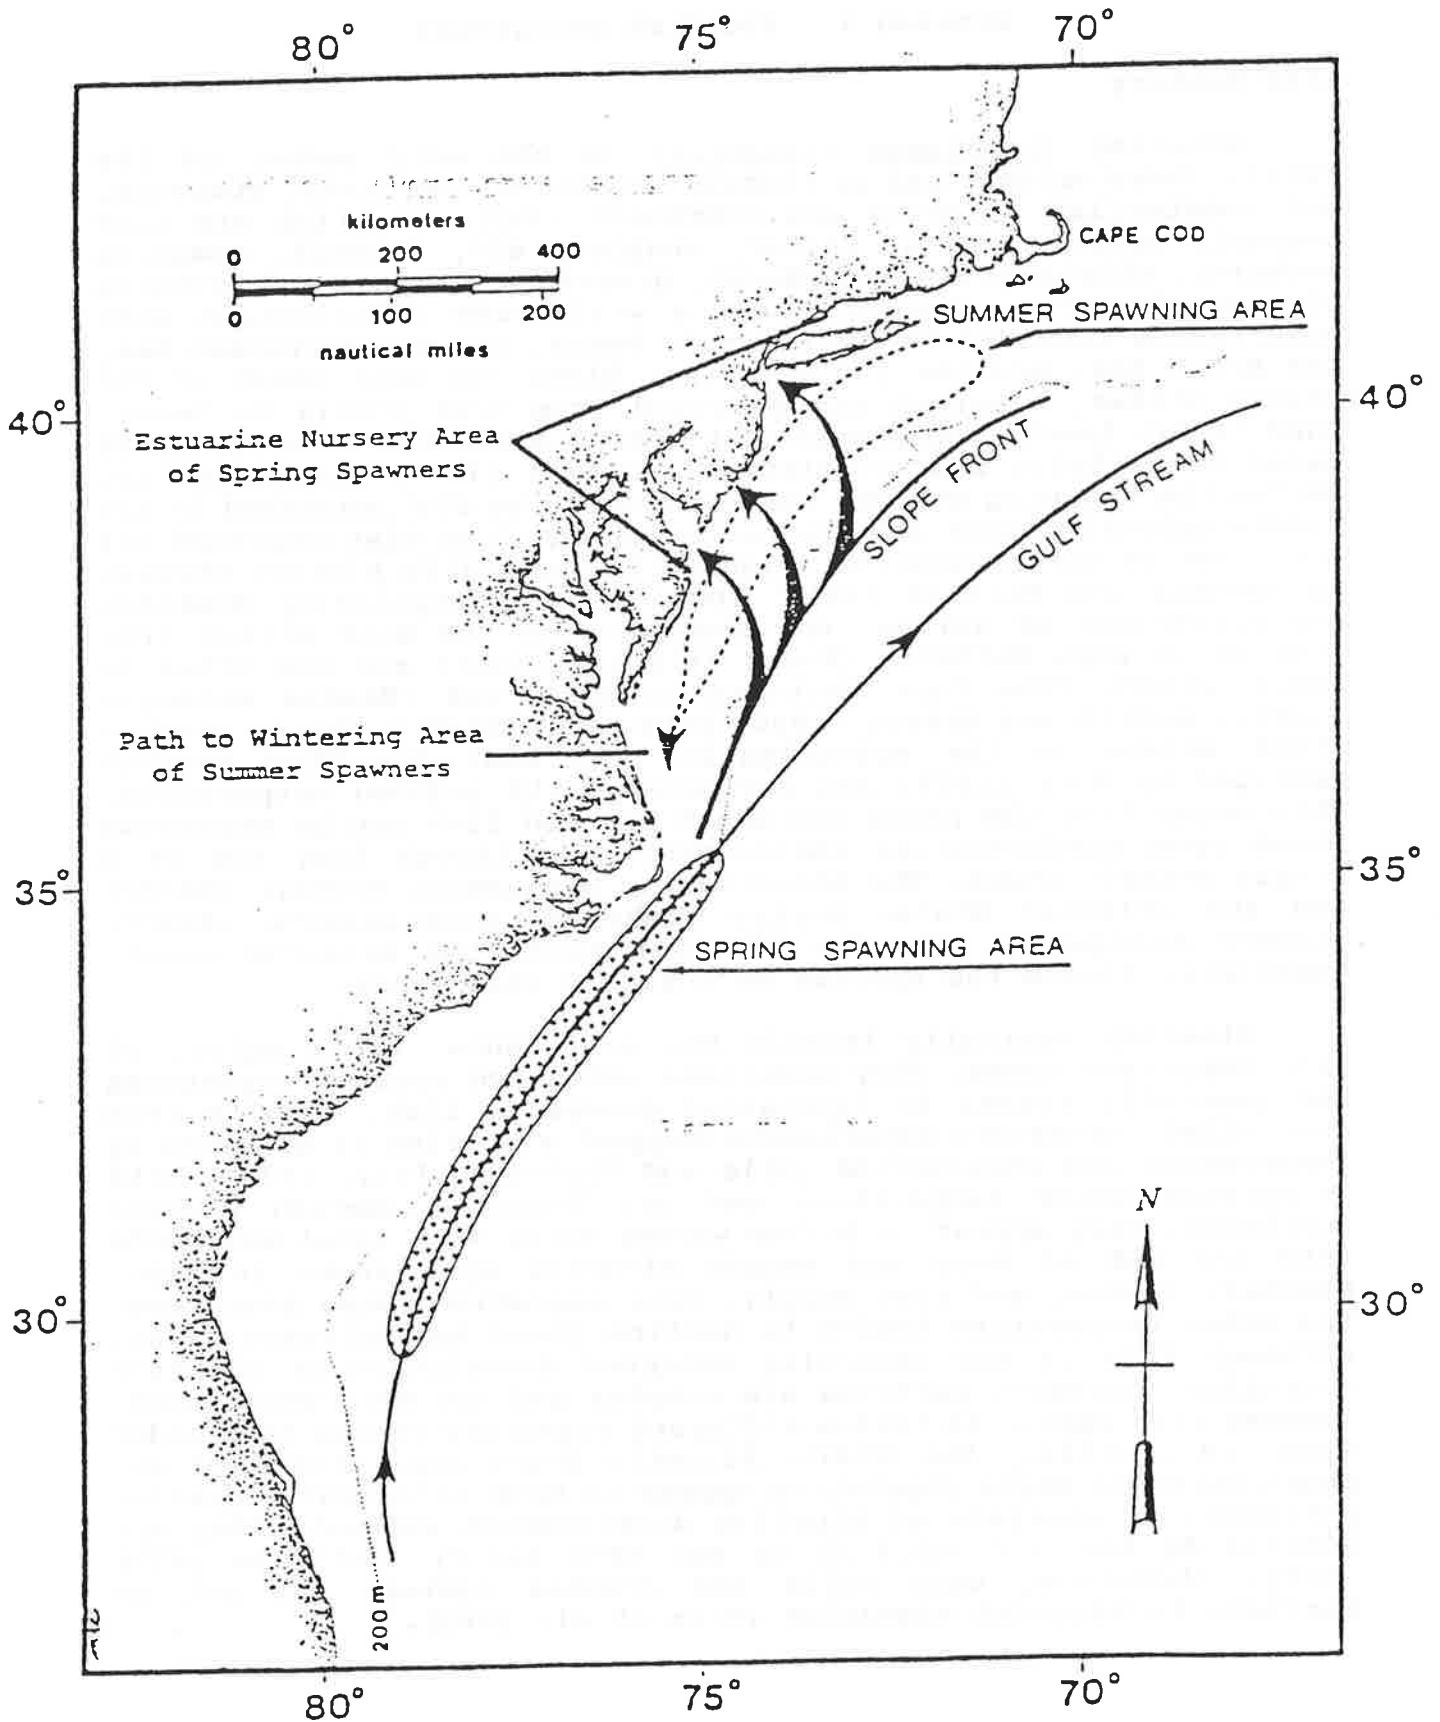 80°
75°
70°
kilometers
0 200 400
0 100 200
nautical miles
CAPE COD
SUMMER SPAWNING AREA
40°
40°
Estuarine Nursery Area
of Spring Spawners
SLOPE FRONT
GULF STREAM
Path to Wintering Area
of Summer Spawners
35°
35°
SPRING SPAWNING AREA
N
30°
30°
200 m
80°
75°
70°